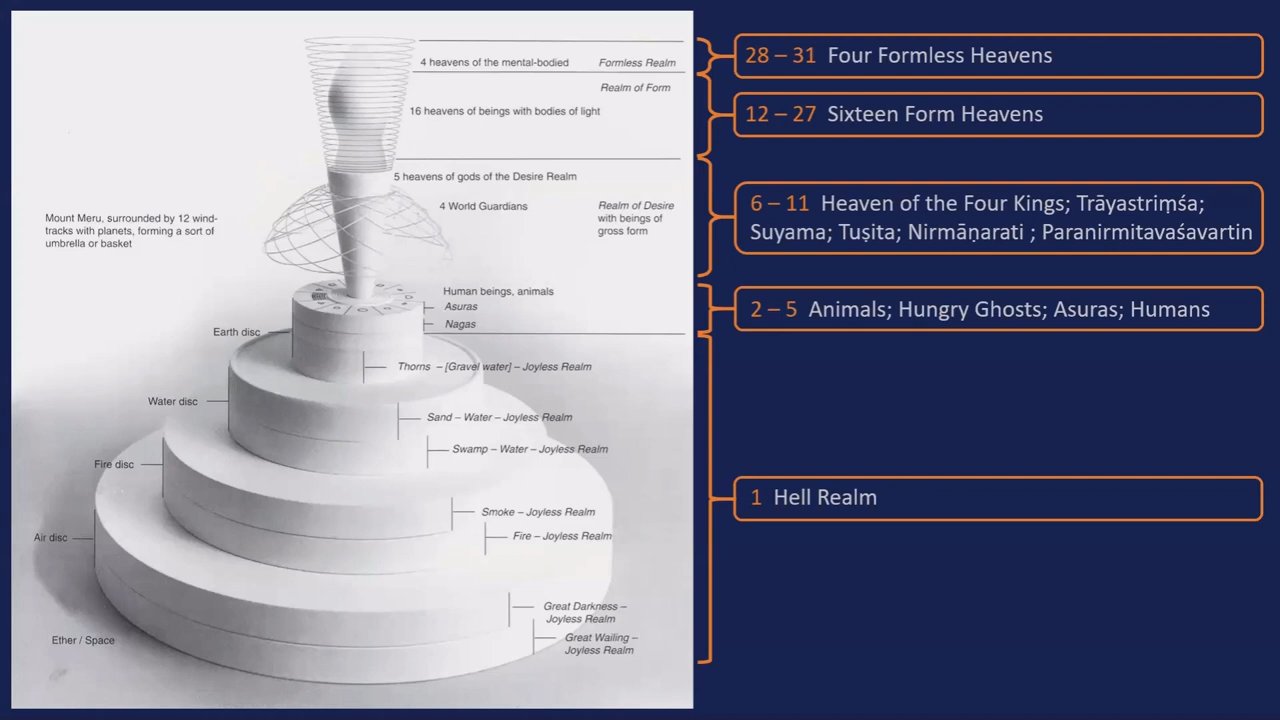 4 heavens of the mental-bodied
Formless Realm
Realm of Form
16 heavens of beings with bodies of light
5 heavens of gods of the Desire Realm
4 World Guardians
Realm of Desire
with beings of
gross form
Mount Meru, surrounded by 12 wind-
tracks with planets, forming a sort of
umbrella or basket
Human beings, animals
Asuras
Nagas
Earth disc
Thorns – [Gravel water] – Joyless Realm
Water disc
Sand – Water – Joyless Realm
Swamp – Water – Joyless Realm
Fire disc
Smoke – Joyless Realm
Fire – Joyless Realm
Air disc
Great Darkness –
Joyless Realm
Great Wailing –
Joyless Realm
Ether / Space
28 – 31 Four Formless Heavens
12 – 27 Sixteen Form Heavens
6 – 11 Heaven of the Four Kings; Trāyastriṃśa;
Suyama; Tuṣita; Nirmāṇarati ; Paranirmitavaśavartin
2 – 5 Animals; Hungry Ghosts; Asuras; Humans
1 Hell Realm